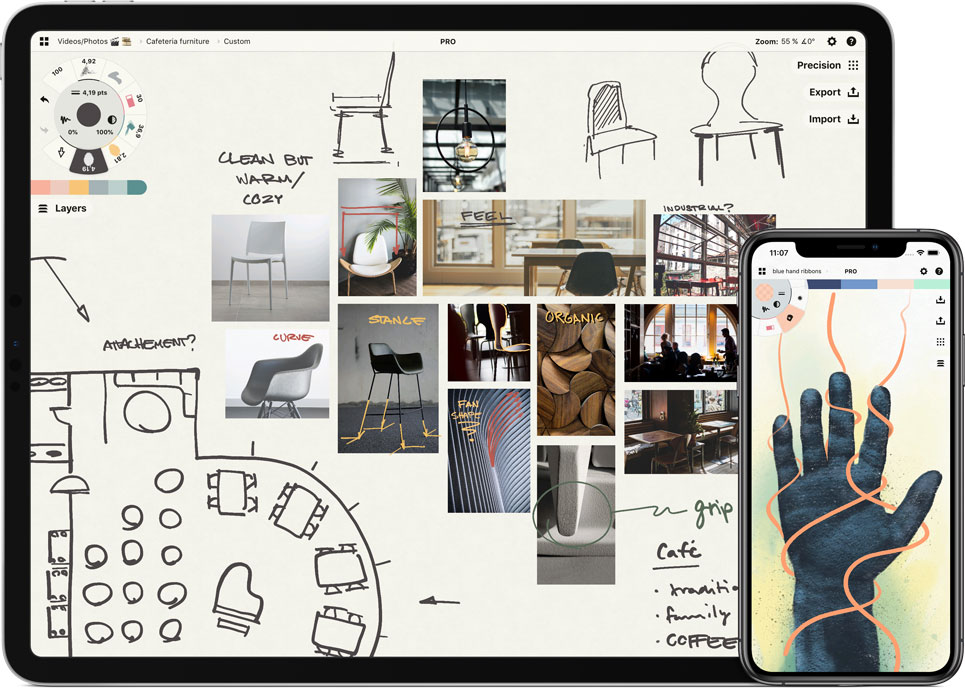 Videos/Photos > Cafeteria furniture > Custom
PRO
Zoom: 55 % ∡0°
Precision
Export
Import
100
4,92
30
36,9
2,81
4,19
4,19 pts
0% 100%
Layers
CLEAN BUT
WARM/
COZY
FEEL
INDUSTRIAL?
ATTACHEMENT?
CURVE
STANCE
ORGANIC
FAN
SHAPE
grip
Café
• traditio
• family
• COFFEE
11:07
blue hand ribbons
PRO